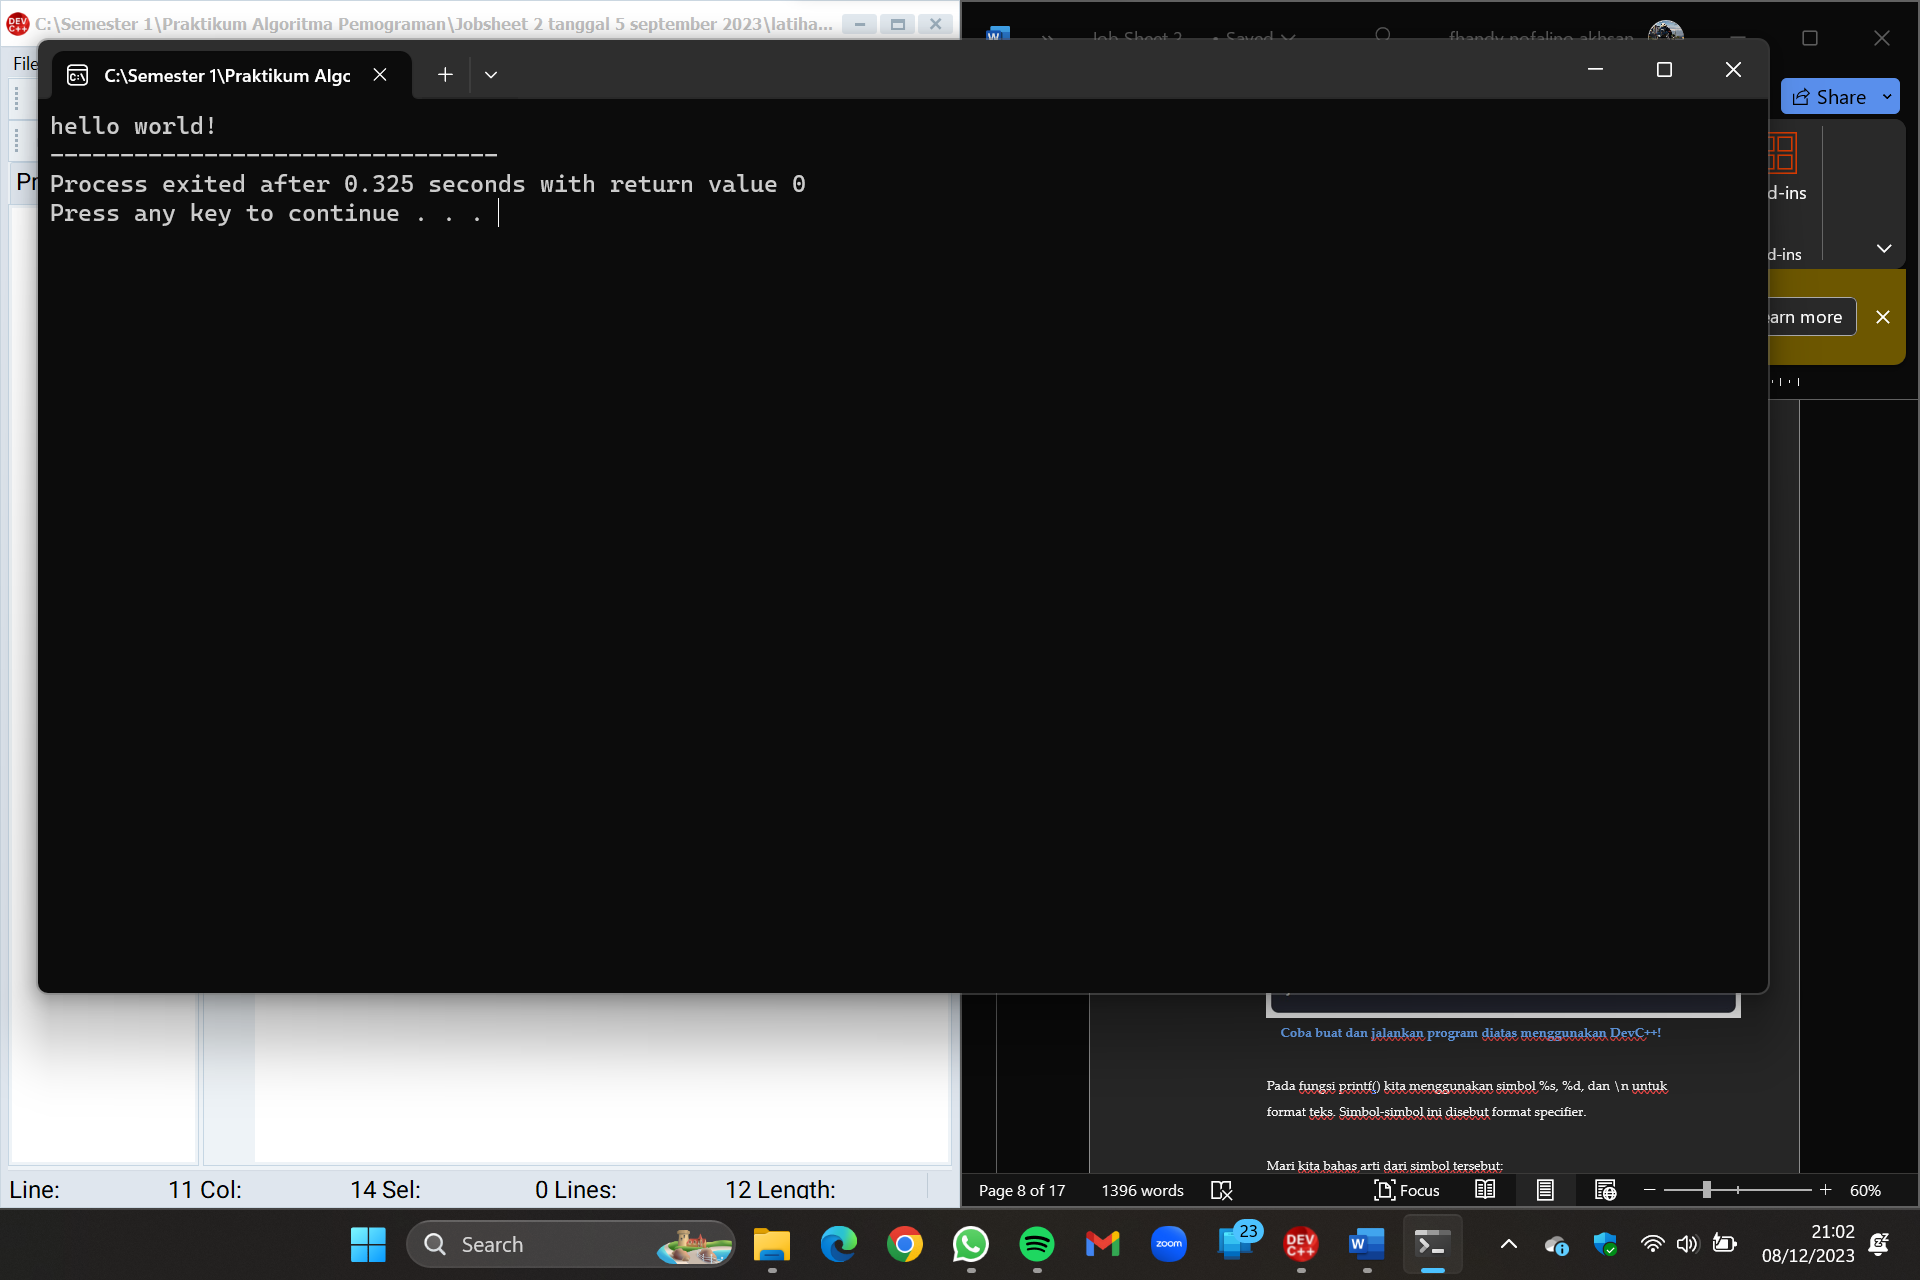 C:\Semester 1\Praktikum Algoritma Pemograman\Jobsheet 2 tanggal 5 september 2023\latiha...
Job Sheet 2 • Saved
fhandy nofalino akhsan
File
C:\Semester 1\Praktikum Algo
Share
hello world!
--------------------------------
Process exited after 0.325 seconds with return value 0
Press any key to continue . . .
Pr
d-ins
d-ins
earn more
Coba buat dan jalankan program diatas menggunakan DevC++!
Pada fungsi printf() kita menggunakan simbol %s, %d, dan \n untuk
format teks. Simbol-simbol ini disebut format specifier.
Mari kita bahas arti dari simbol tersebut:
Line: 11 Col: 14 Sel: 0 Lines: 12 Length:
Page 8 of 17 1396 words Focus 60%
Search
zoom
23
DEV C++
21:02
08/12/2023